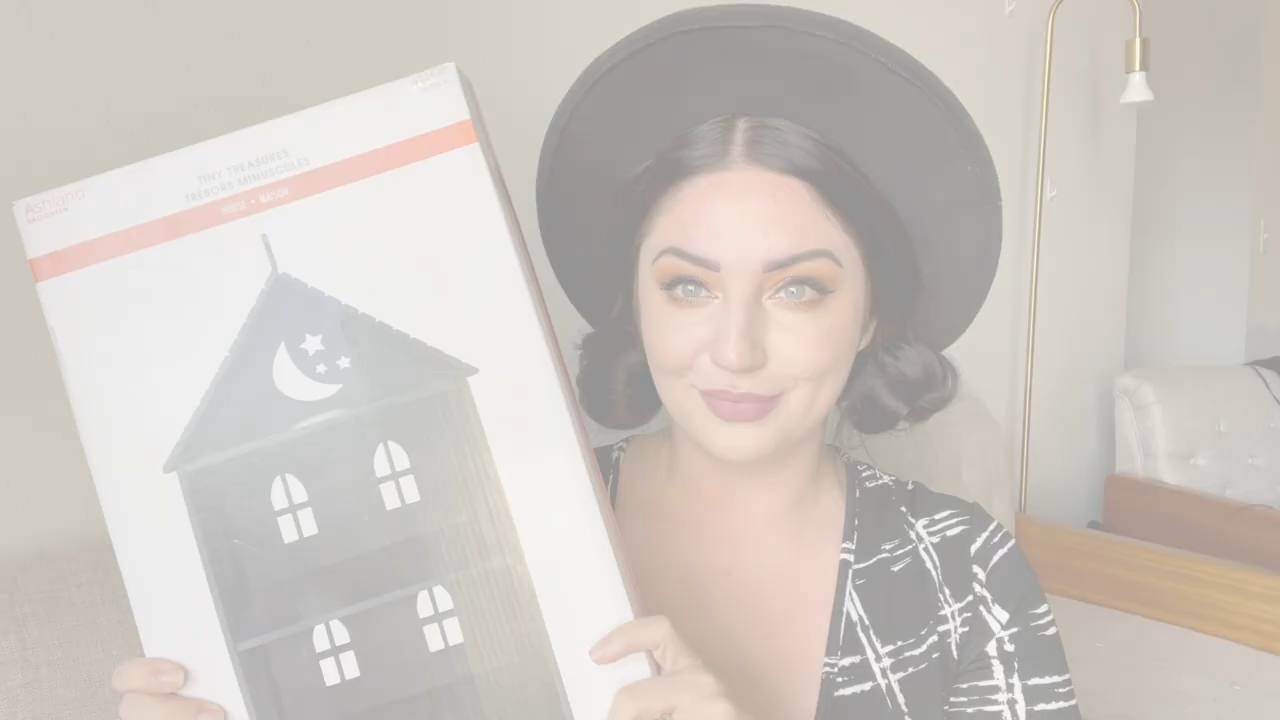 Ashland
TINY TREASURES
TRÉSORS MINUSCULES
HOUSE • MAISON